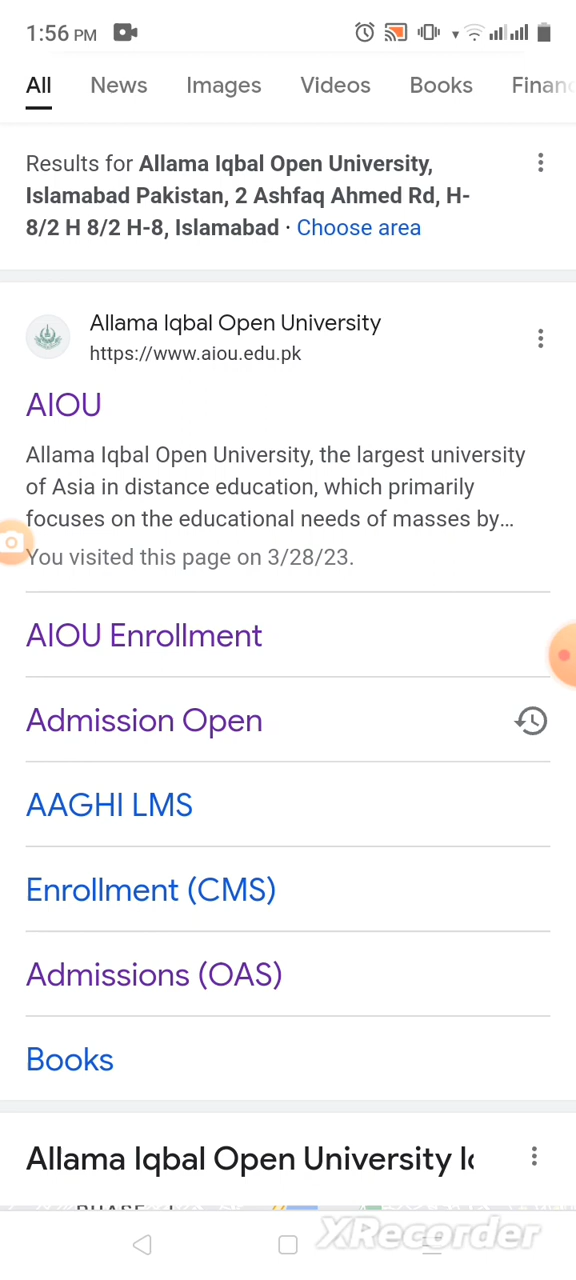 1:56 PM
All News Images Videos Books Financ
Results for Allama Iqbal Open University,
Islamabad Pakistan, 2 Ashfaq Ahmed Rd, H-
8/2 H 8/2 H-8, Islamabad · Choose area
Allama Iqbal Open University
https://www.aiou.edu.pk
AIOU
Allama Iqbal Open University, the largest university
of Asia in distance education, which primarily
focuses on the educational needs of masses by...
You visited this page on 3/28/23.
AIOU Enrollment
Admission Open
AAGHI LMS
Enrollment (CMS)
Admissions (OAS)
Books
Allama Iqbal Open University
XRecorder